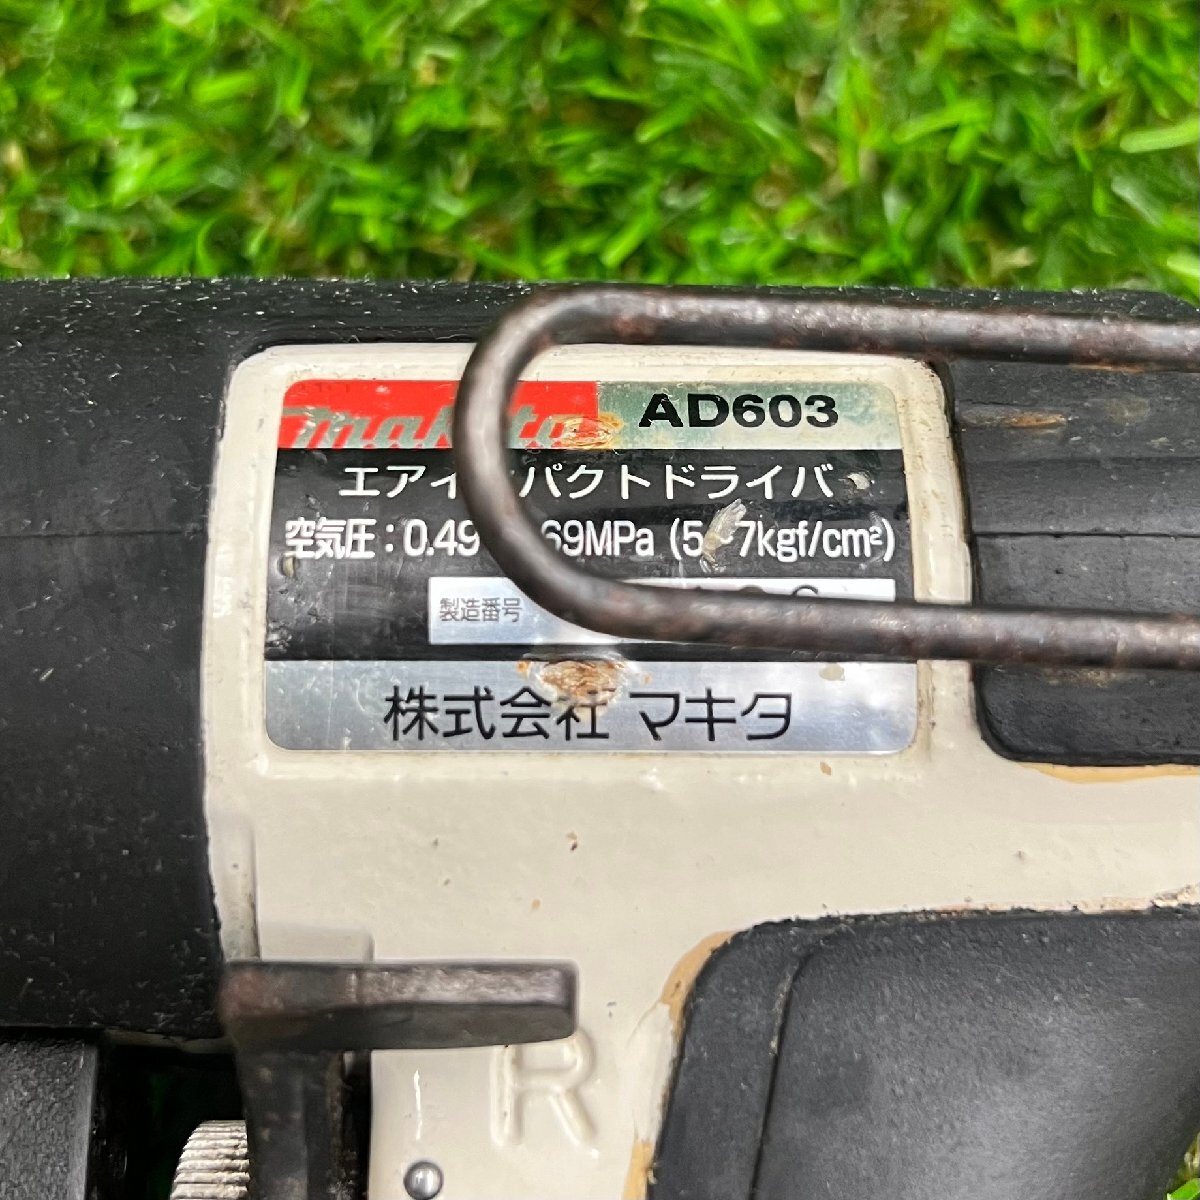 makita AD603
エアインパクトドライバ
空気圧：0.49 69MPa (5 7kgf/cm²)
製造番号
株式会社 マキタ
R